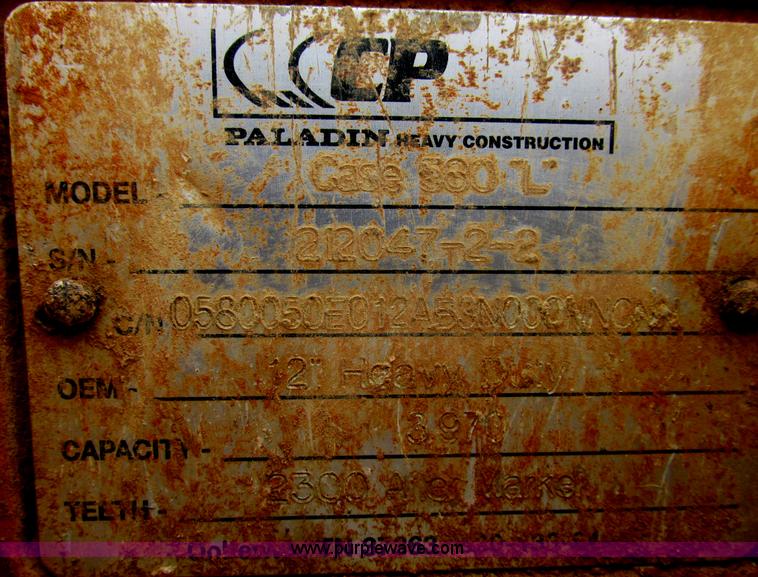 CP
PALADIN HEAVY CONSTRUCTION
MODEL - Case 580 "L"
S/N - 212047-2-2
C/N
OEM - 12" Heavy Duty
CAPACITY - 3.970
TEETH - 2300 After Market
www.purplewave.com